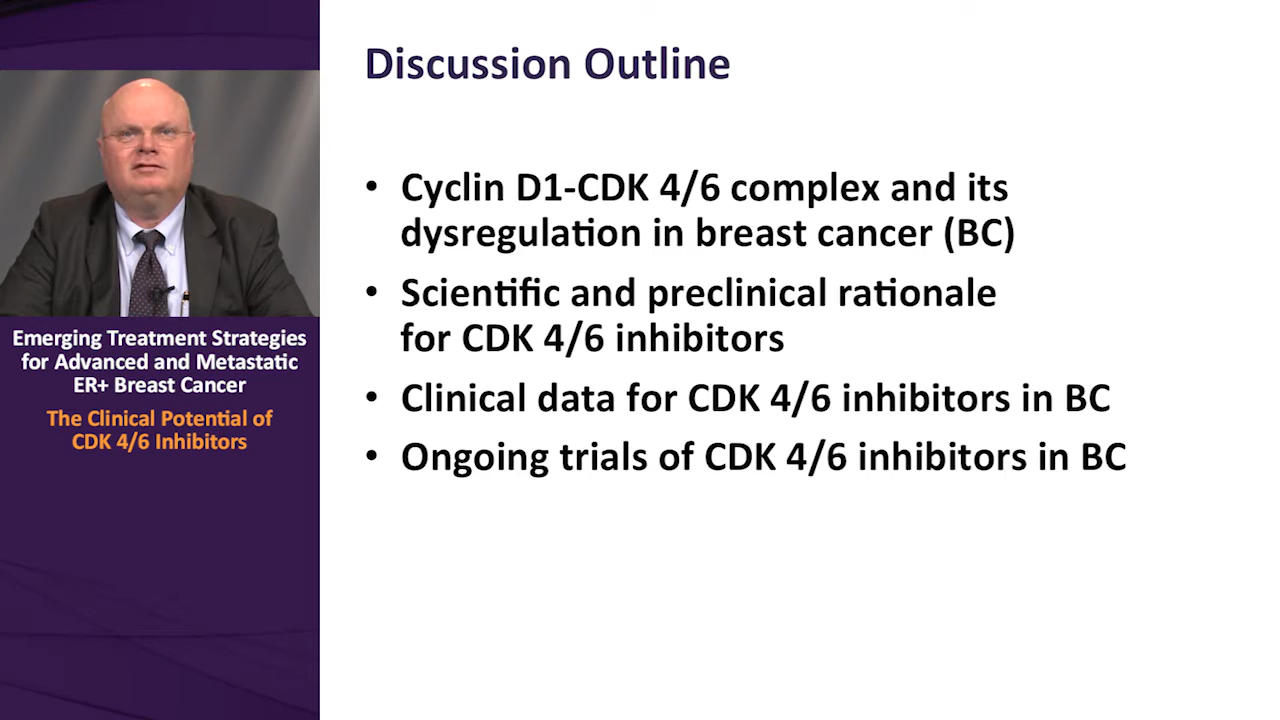 Discussion Outline
• Cyclin D1-CDK 4/6 complex and its
dysregulation in breast cancer (BC)
• Scientific and preclinical rationale
for CDK 4/6 inhibitors
• Clinical data for CDK 4/6 inhibitors in BC
• Ongoing trials of CDK 4/6 inhibitors in BC
Emerging Treatment Strategies
for Advanced and Metastatic
ER+ Breast Cancer
The Clinical Potential of
CDK 4/6 Inhibitors